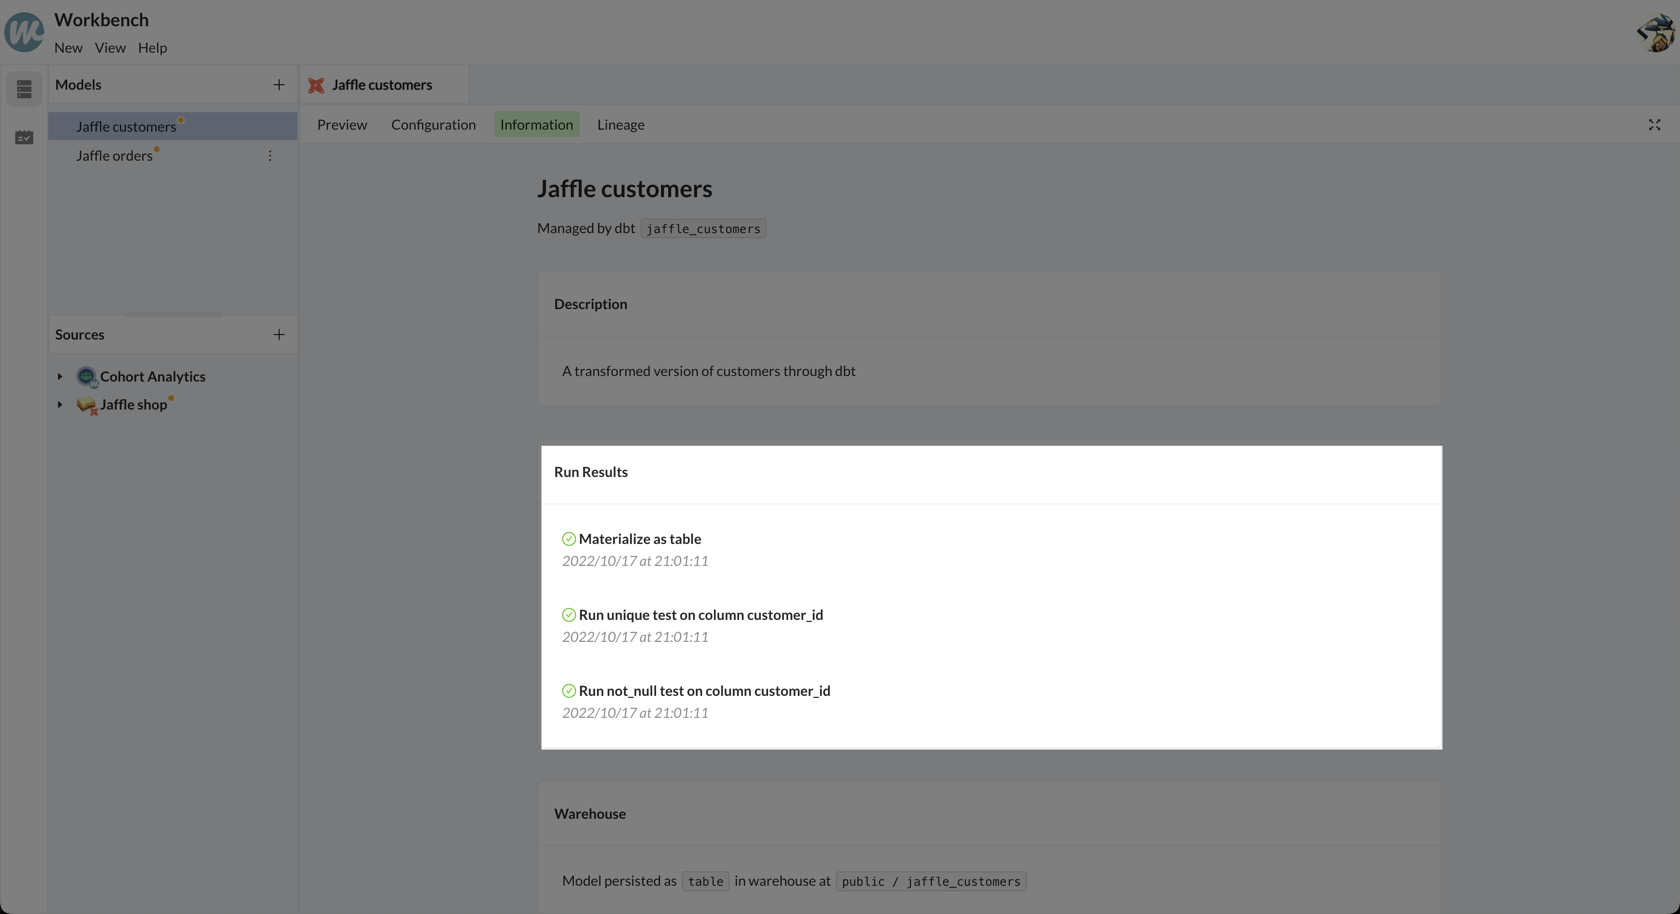 Workbench
New View Help
Models
Jaffle customers
Jaffle orders
Sources
Cohort Analytics
Jaffle shop
Jaffle customers
Preview Configuration Information Lineage
Jaffle customers
Managed by dbt jaffle_customers
Description
A transformed version of customers through dbt
Run Results
Materialize as table
2022/10/17 at 21:01:11
Run unique test on column customer_id
2022/10/17 at 21:01:11
Run not_null test on column customer_id
2022/10/17 at 21:01:11
Warehouse
Model persisted as table in warehouse at public / jaffle_customers